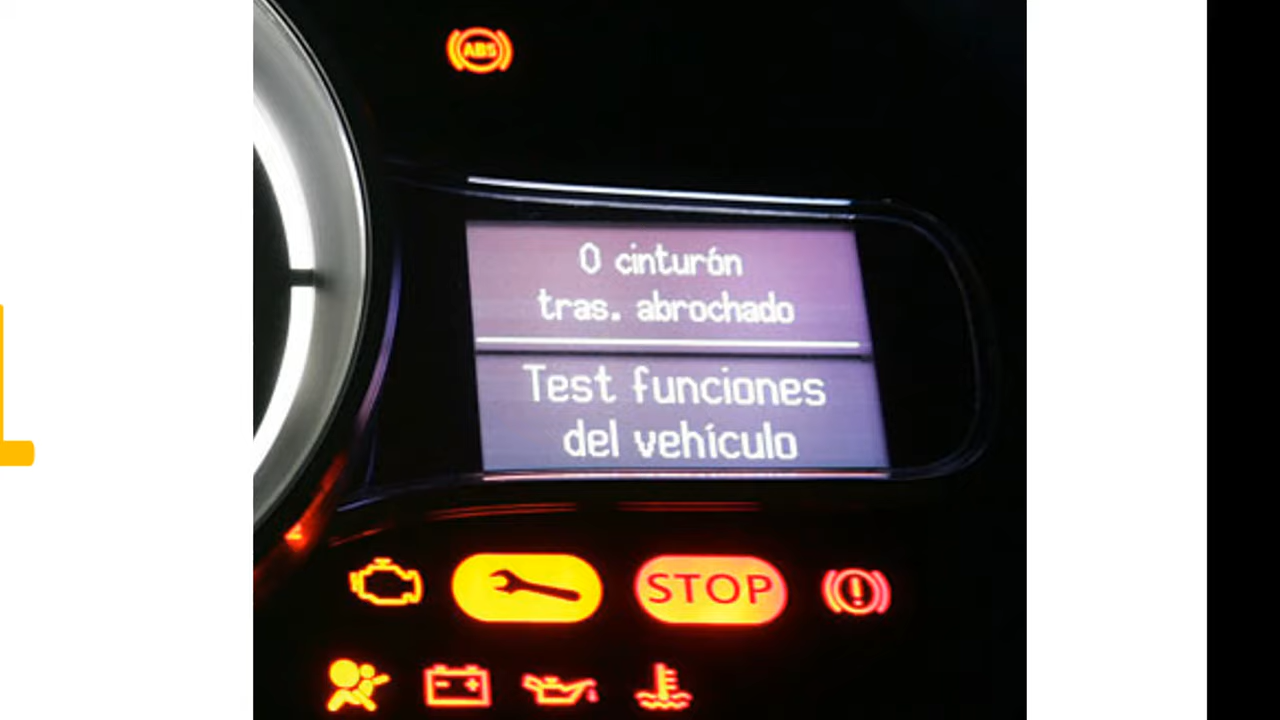 ABS
0 cinturón
tras. abrochado
Test funciones
del vehículo
STOP